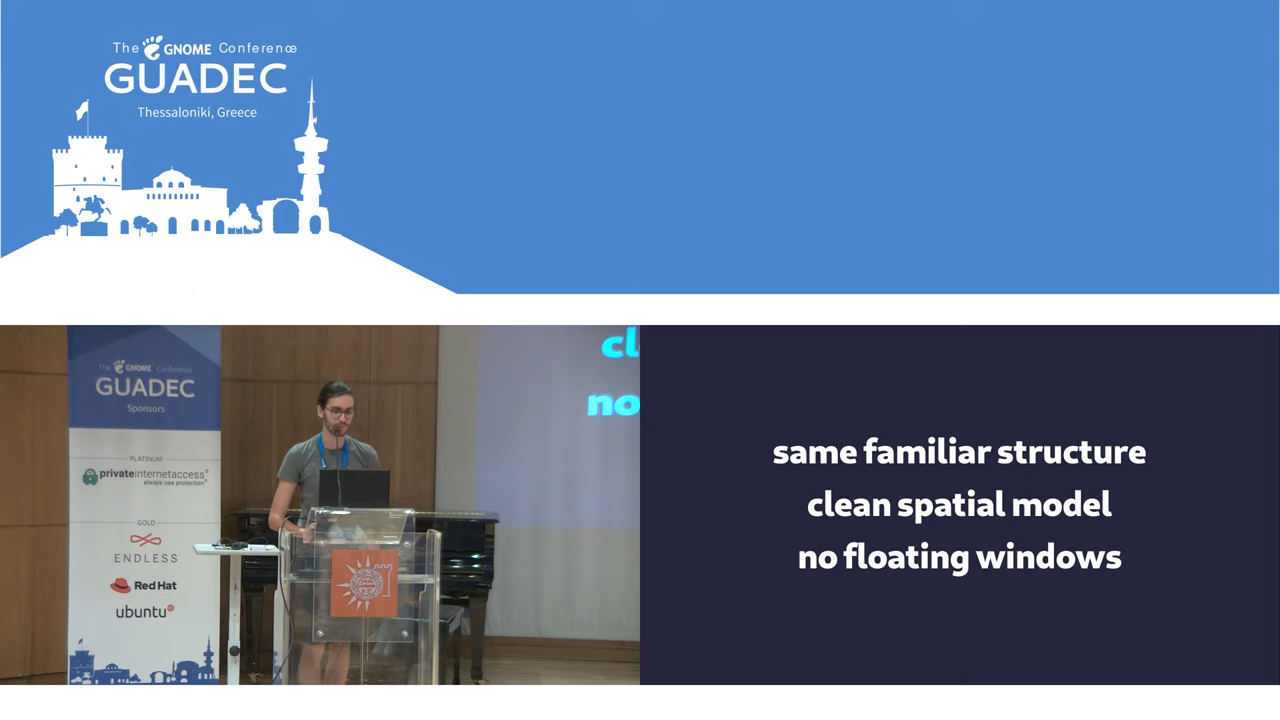 The GNOME Conference
GUADEC
Thessaloniki, Greece
The GNOME Conference
GUADEC
Sponsors
PLATINUM
privateinternetaccess®
always use protection®
GOLD
ENDLESS
Red Hat
ubuntu®
cl
no
same familiar structure
clean spatial model
no floating windows